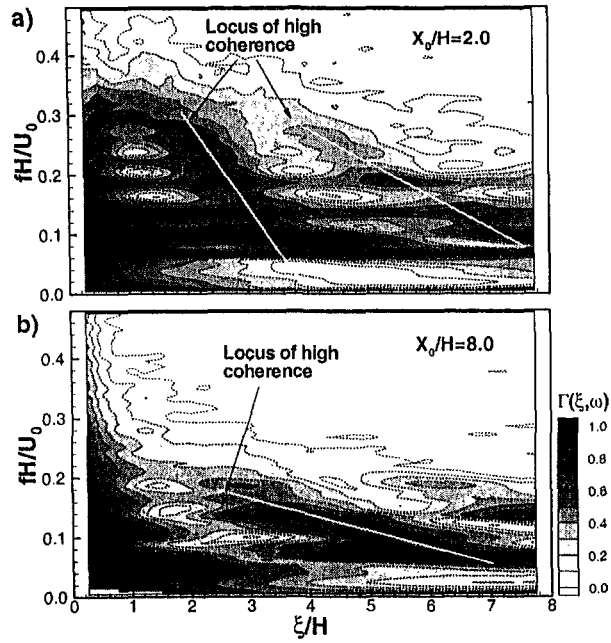 a)
Locus of high
coherence
X₀/H=2.0
fH/U₀
0.4
0.3
0.2
0.1
0.0
b)
Locus of high
coherence
X₀/H=8.0
fH/U₀
0.4
0.3
0.2
0.1
0.0
Γ(ξ,ω)
1.0
0.8
0.6
0.4
0.2
0.0
0 1 2 3 4 5 6 7 8
ξ/H